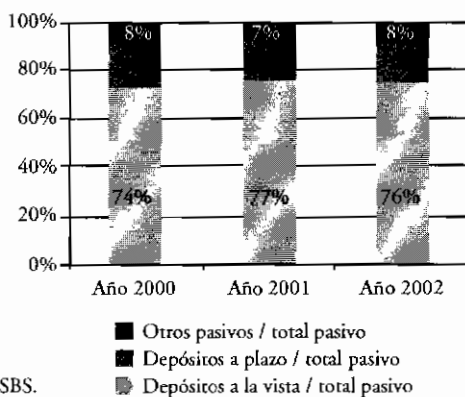 100%
80%
60%
40%
20%
0%
8% 7% 8%
74% 77% 76%
Año 2000 Año 2001 Año 2002
Otros pasivos / total pasivo
Depósitos a plazo / total pasivo
SBS. Depósitos a la vista / total pasivo